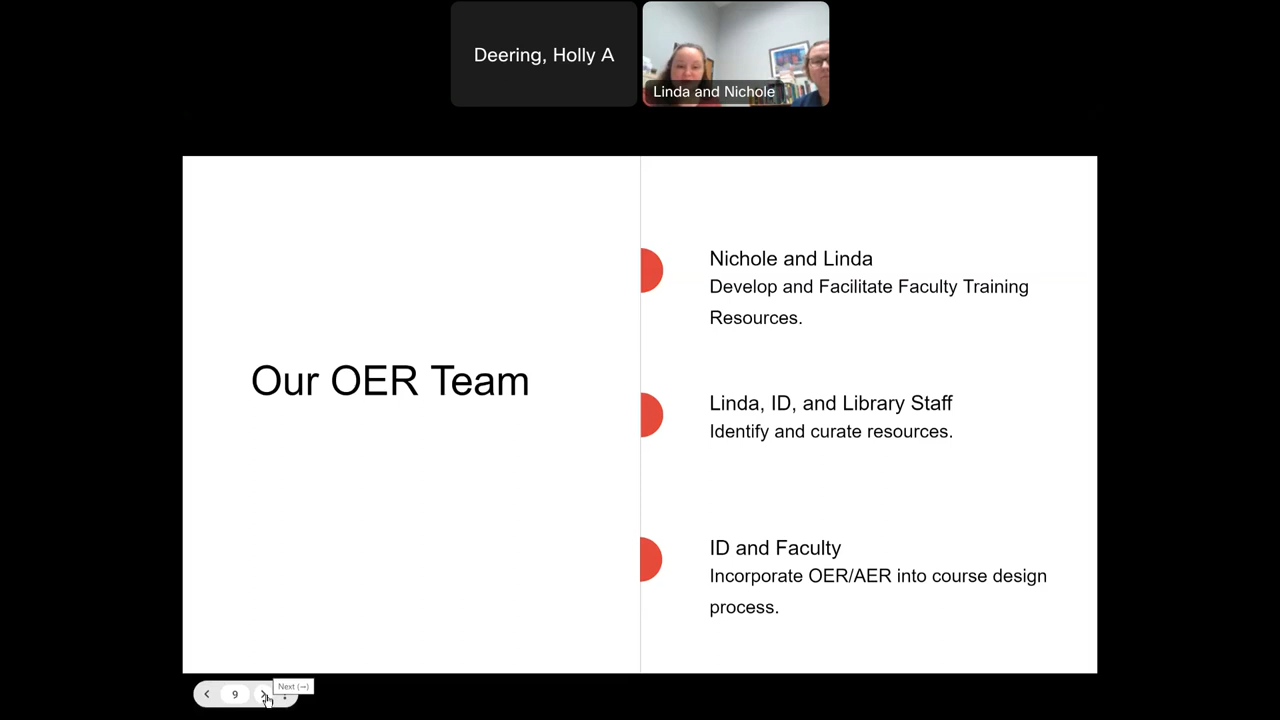 Deering, Holly A
Linda and Nichole
Our OER Team
Nichole and Linda
Develop and Facilitate Faculty Training
Resources.
Linda, ID, and Library Staff
Identify and curate resources.
ID and Faculty
Incorporate OER/AER into course design
process.
9
Next (→)